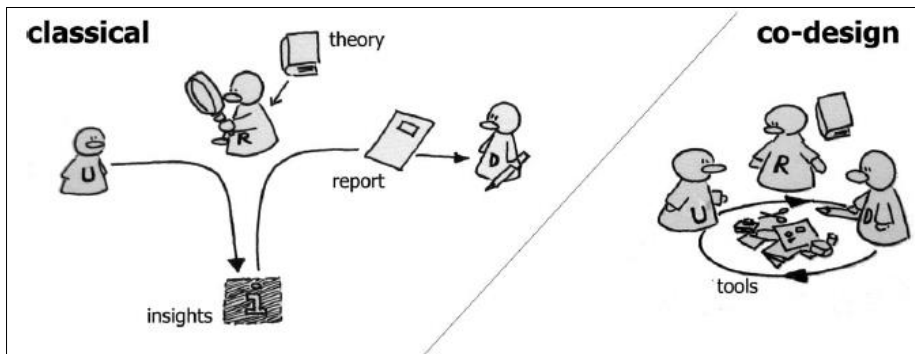 classical
theory
R
U
D
report
i
insights
co-design
R
U
D
tools